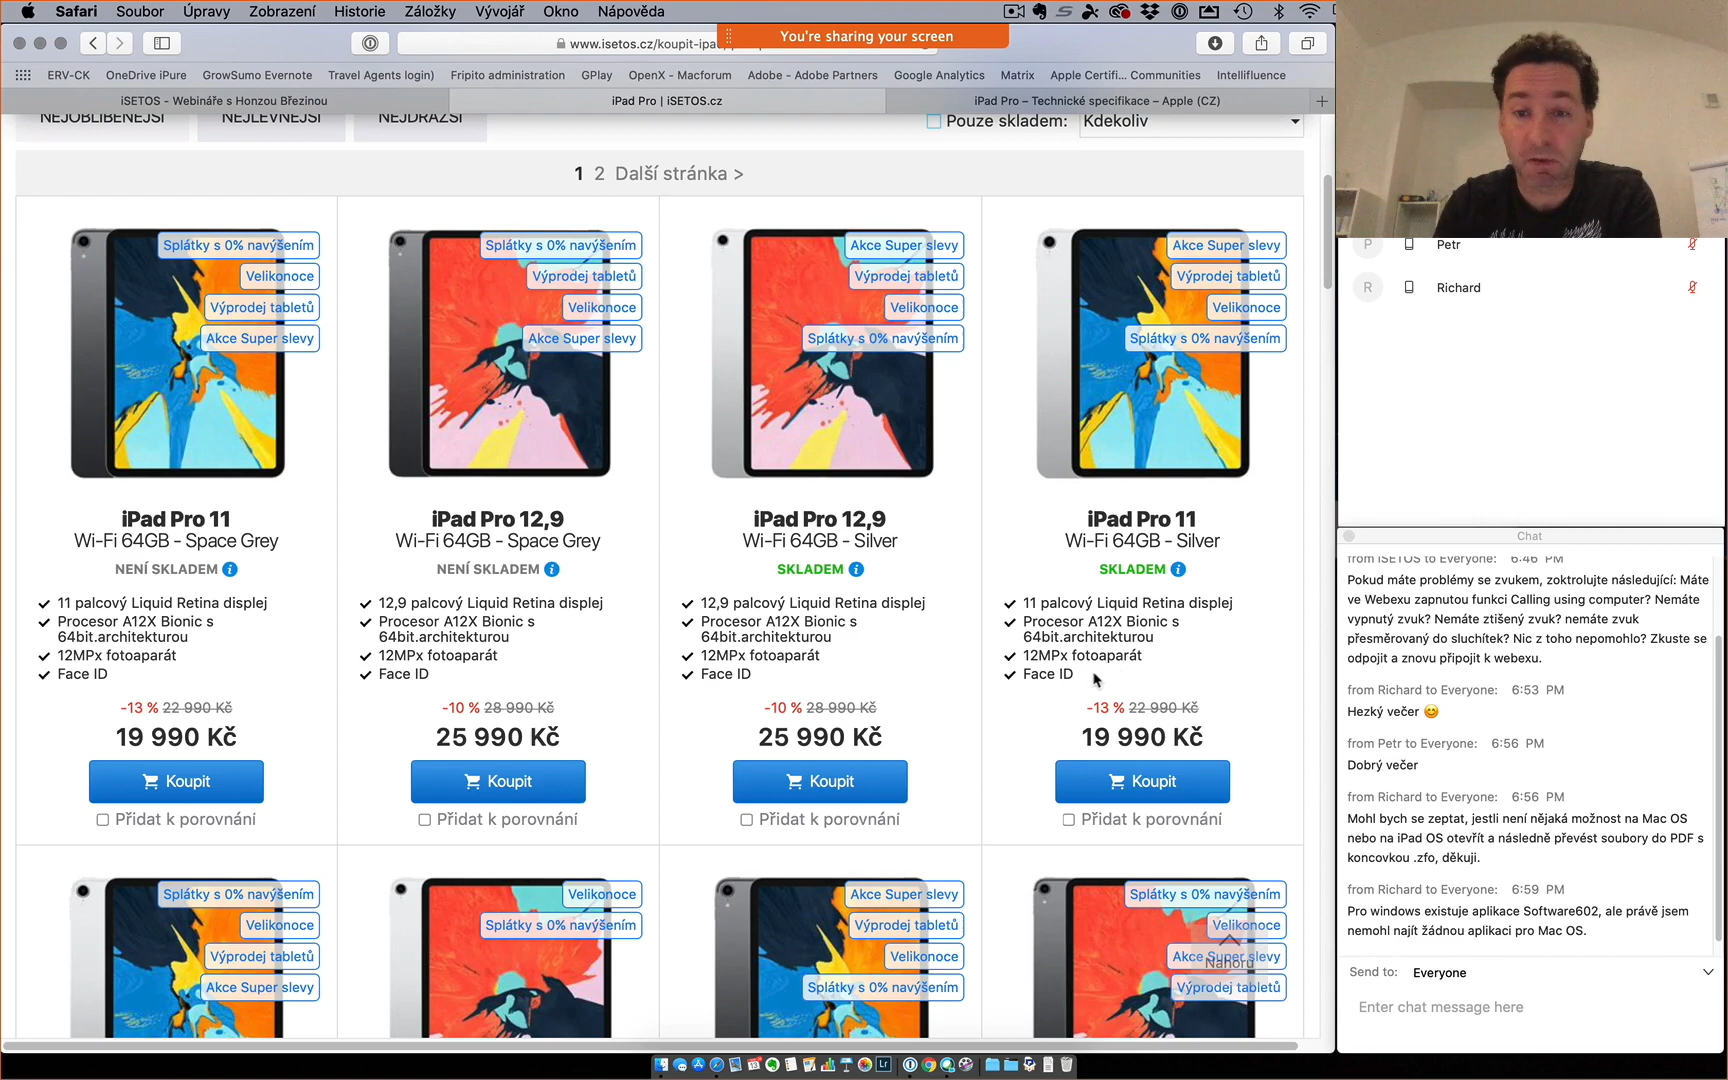 Safari Soubor Úpravy Zobrazení Historie Záložky Vývojář Okno Nápověda
You're sharing your screen
www.isetos.cz/koupit-ipa
ERV-CK OneDrive iPure GrowSumo Evernote Travel Agents login) Fripito administration GPlay OpenX - Macforum Adobe - Adobe Partners Google Analytics Matrix Apple Certifi... Communities Intellifluence
iSETOS - Webináře s Honzou Březinou
iPad Pro | iSETOS.cz
iPad Pro – Technické specifikace – Apple (CZ)
NEJOBLÍBENĚJŠÍ NEJLEVNĚJŠÍ NEJDRAŽŠÍ
Pouze skladem: Kdekoliv
1 2 Další stránka >
Splátky s 0% navýšením
Velikonoce
Výprodej tabletů
Akce Super slevy
iPad Pro 11
Wi-Fi 64GB - Space Grey
NENÍ SKLADEM
11 palcový Liquid Retina displej
Procesor A12X Bionic s
64bit.architekturou
12MPx fotoaparát
Face ID
-13 % 22 990 Kč
19 990 Kč
Koupit
Přidat k porovnání
Splátky s 0% navýšením
Výprodej tabletů
Velikonoce
Akce Super slevy
iPad Pro 12,9
Wi-Fi 64GB - Space Grey
NENÍ SKLADEM
12,9 palcový Liquid Retina displej
Procesor A12X Bionic s
64bit.architekturou
12MPx fotoaparát
Face ID
-10 % 28 990 Kč
25 990 Kč
Koupit
Přidat k porovnání
Akce Super slevy
Výprodej tabletů
Velikonoce
Splátky s 0% navýšením
iPad Pro 12,9
Wi-Fi 64GB - Silver
SKLADEM
12,9 palcový Liquid Retina displej
Procesor A12X Bionic s
64bit.architekturou
12MPx fotoaparát
Face ID
-10 % 28 990 Kč
25 990 Kč
Koupit
Přidat k porovnání
Akce Super slevy
Výprodej tabletů
Velikonoce
Splátky s 0% navýšením
iPad Pro 11
Wi-Fi 64GB - Silver
SKLADEM
11 palcový Liquid Retina displej
Procesor A12X Bionic s
64bit.architekturou
12MPx fotoaparát
Face ID
-13 % 22 990 Kč
19 990 Kč
Koupit
Přidat k porovnání
Splátky s 0% navýšením
Velikonoce
Výprodej tabletů
Akce Super slevy
Velikonoce
Splátky s 0% navýšením
Akce Super slevy
Výprodej tabletů
Velikonoce
Splátky s 0% navýšením
Splátky s 0% navýšením
Velikonoce
Akce Super slevy
Nahoru
Výprodej tabletů
P Petr
R Richard
Chat
from iSETOS to Everyone: 6:46 PM
Pokud máte problémy se zvukem, zoktrolujte následující: Máte
ve Webexu zapnutou funkci Calling using computer? Nemáte
vypnutý zvuk? Nemáte ztišený zvuk? nemáte zvuk
přesměrovaný do sluchítek? Nic z toho nepomohlo? Zkuste se
odpojit a znovu připojit k webexu.
from Richard to Everyone: 6:53 PM
Hezký večer 😊
from Petr to Everyone: 6:56 PM
Dobrý večer
from Richard to Everyone: 6:56 PM
Mohl bych se zeptat, jestli není nějaká možnost na Mac OS
nebo na iPad OS otevřít a následně převést soubory do PDF s
koncovkou .zfo, děkuji.
from Richard to Everyone: 6:59 PM
Pro windows existuje aplikace Software602, ale právě jsem
nemohl najít žádnou aplikaci pro Mac OS.
Send to: Everyone
Enter chat message here